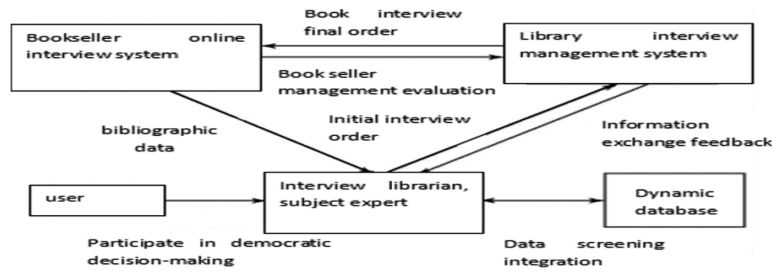 Book interview
final order
Bookseller online
interview system
Library interview
management system
Book seller
management evaluation
bibliographic
data
Initial interview
order
Information
exchange feedback
user
Interview librarian,
subject expert
Dynamic
database
Participate in democratic
decision-making
Data screening
integration